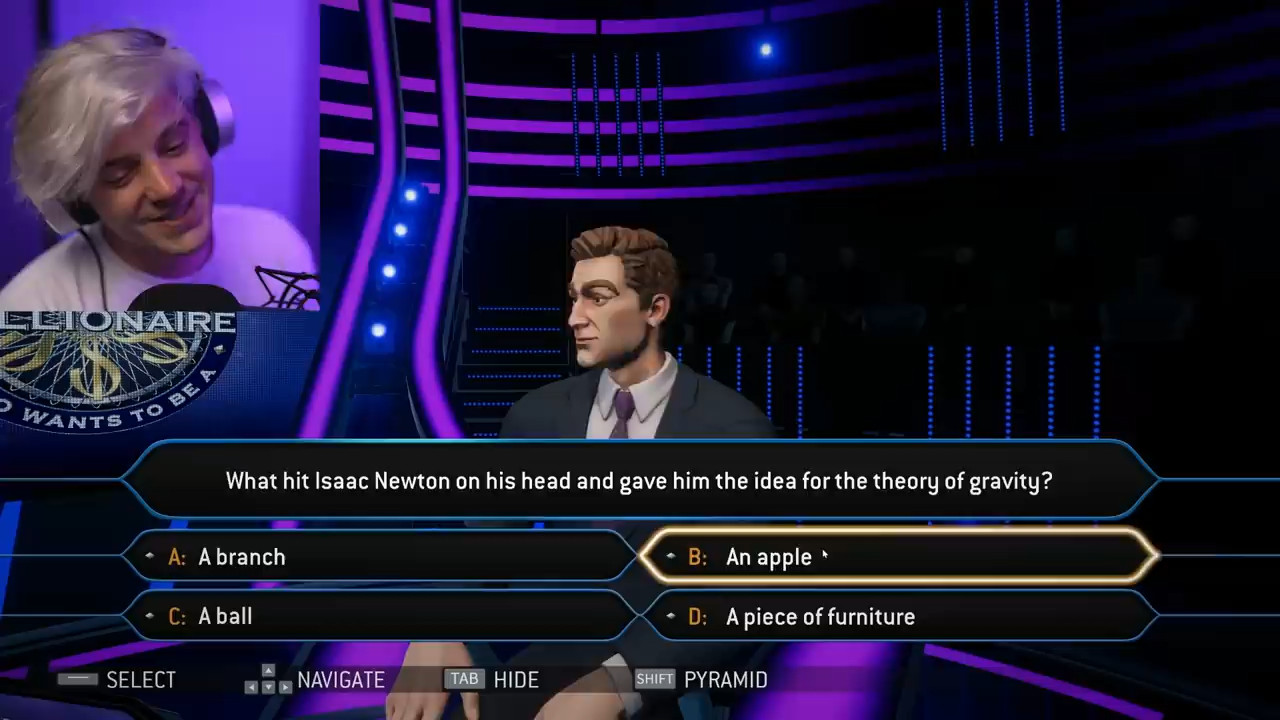 LLIONAIRE
O WANTS TO BE A
What hit Isaac Newton on his head and gave him the idea for the theory of gravity?
A: A branch
B: An apple
C: A ball
D: A piece of furniture
SELECT NAVIGATE TAB HIDE SHIFT PYRAMID